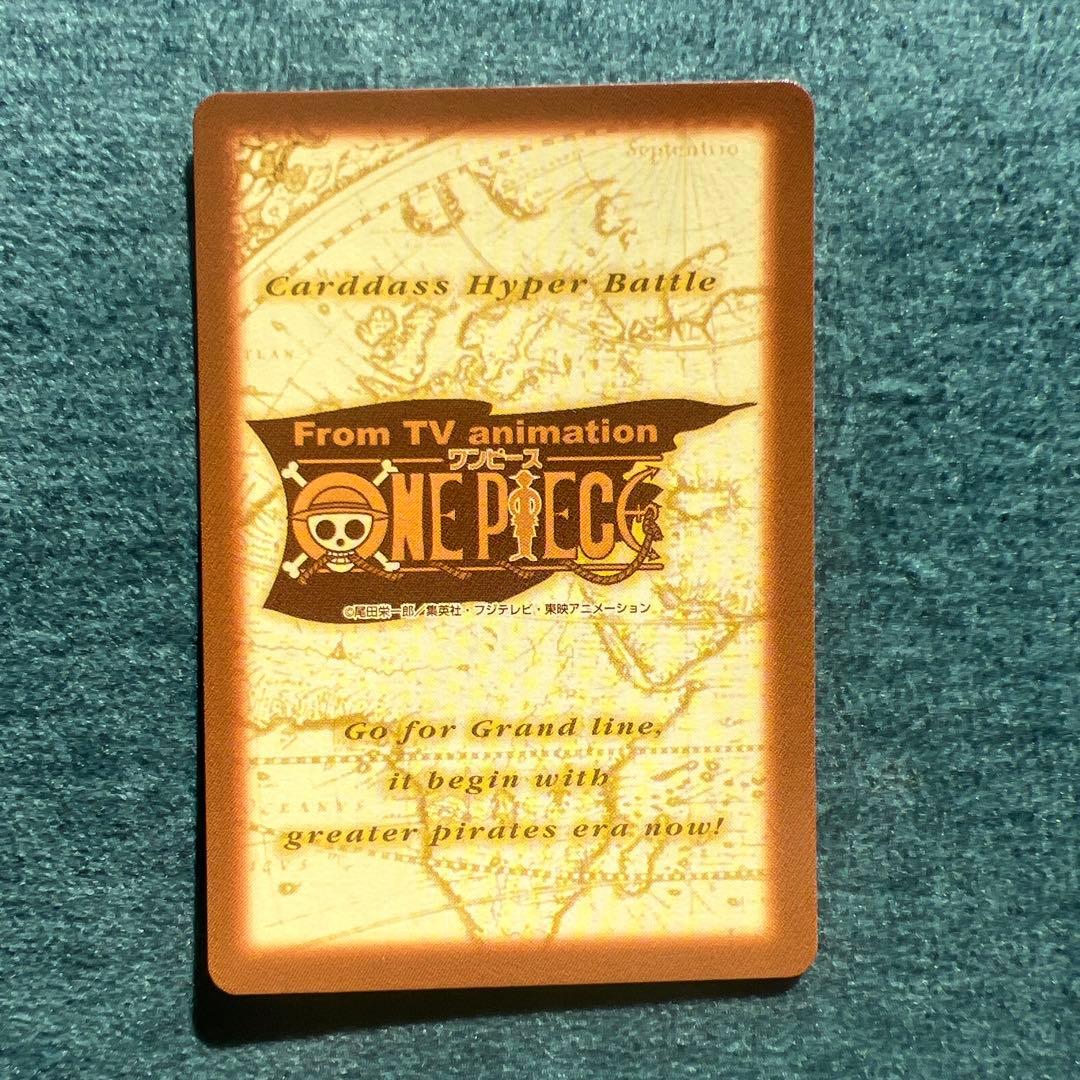 Septentrio
Carddass Hyper Battle
From TV animation
ワンピース
ONE PIECE
©尾田栄一郎/集英社・フジテレビ・東映アニメーション
Go for Grand line,
it begin with
greater pirates era now!